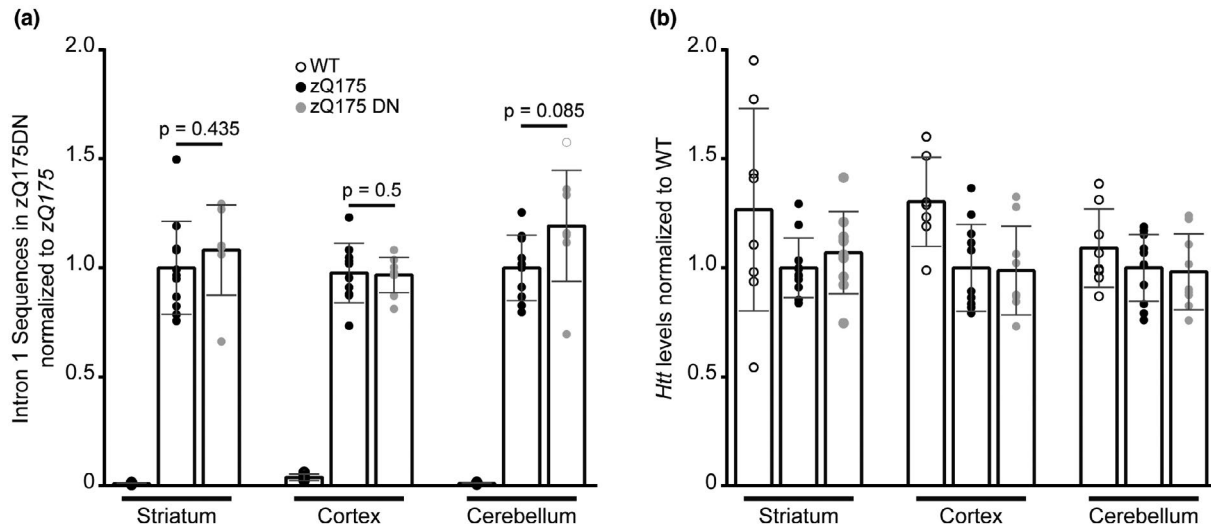 (a)
2.0
1.5
1.0
0.5
0
Intron 1 Sequences in zQ175DN
normalized to zQ175
WT
zQ175
zQ175 DN
p = 0.435
p = 0.5
p = 0.085
Striatum
Cortex
Cerebellum
(b)
2.0
1.5
1.0
0.5
0
Htt levels normalized to WT
Striatum
Cortex
Cerebellum